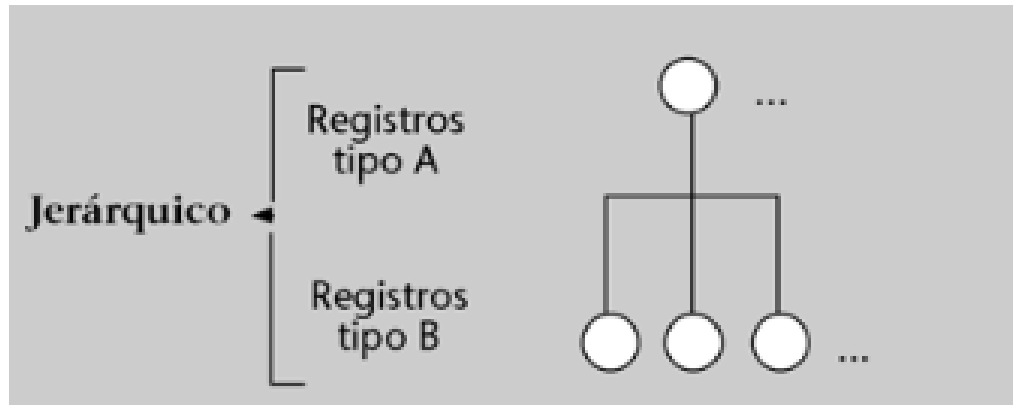 Registros
tipo A
...
Jerárquico
Registros
tipo B
...